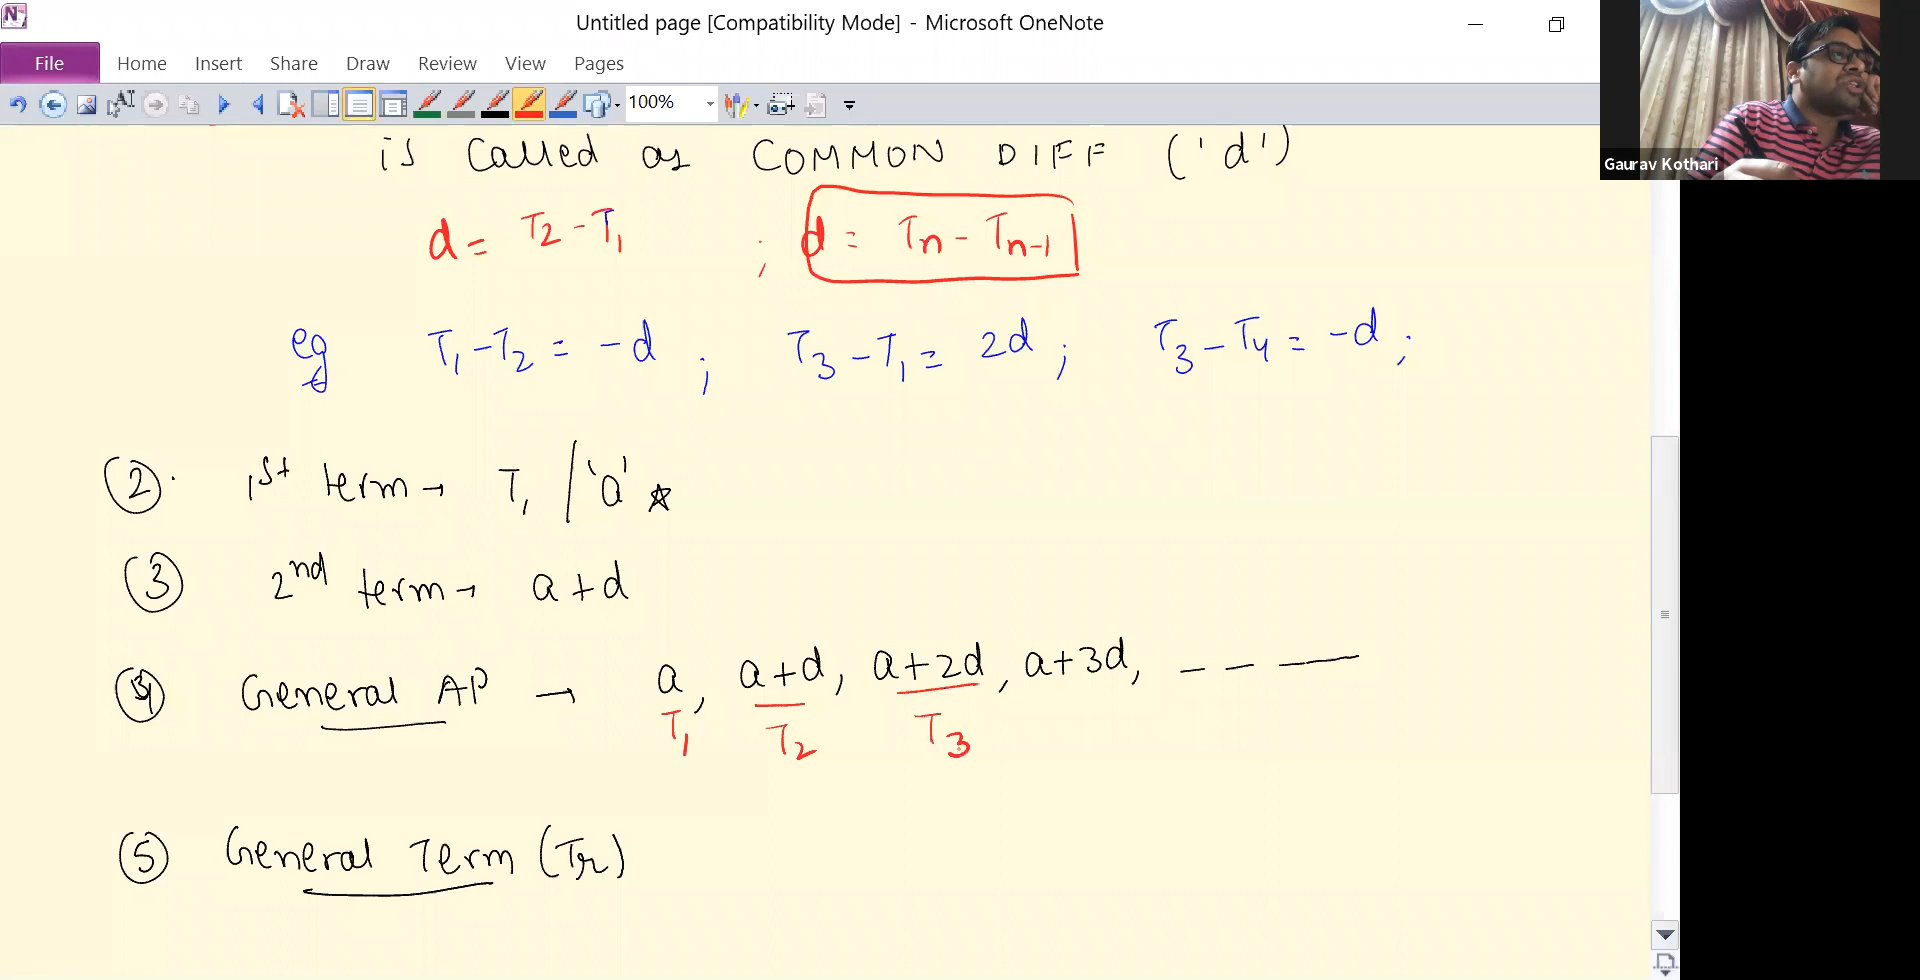 Untitled page [Compatibility Mode] - Microsoft OneNote
File Home Insert Share Draw Review View Pages
100%
Gaurav Kothari
is called as COMMON DIFF ('d')
d = T2 - T1 ; d = Tn - Tn-1
eg T1 - T2 = -d ; T3 - T1 = 2d ; T3 - T4 = -d ;
② 1st term → T1 / 'a' ☆
③ 2nd term → a + d
④ General AP → a, a+d, a+2d, a+3d, - - —
T1 T2 T3
⑤ General Term (Tr)